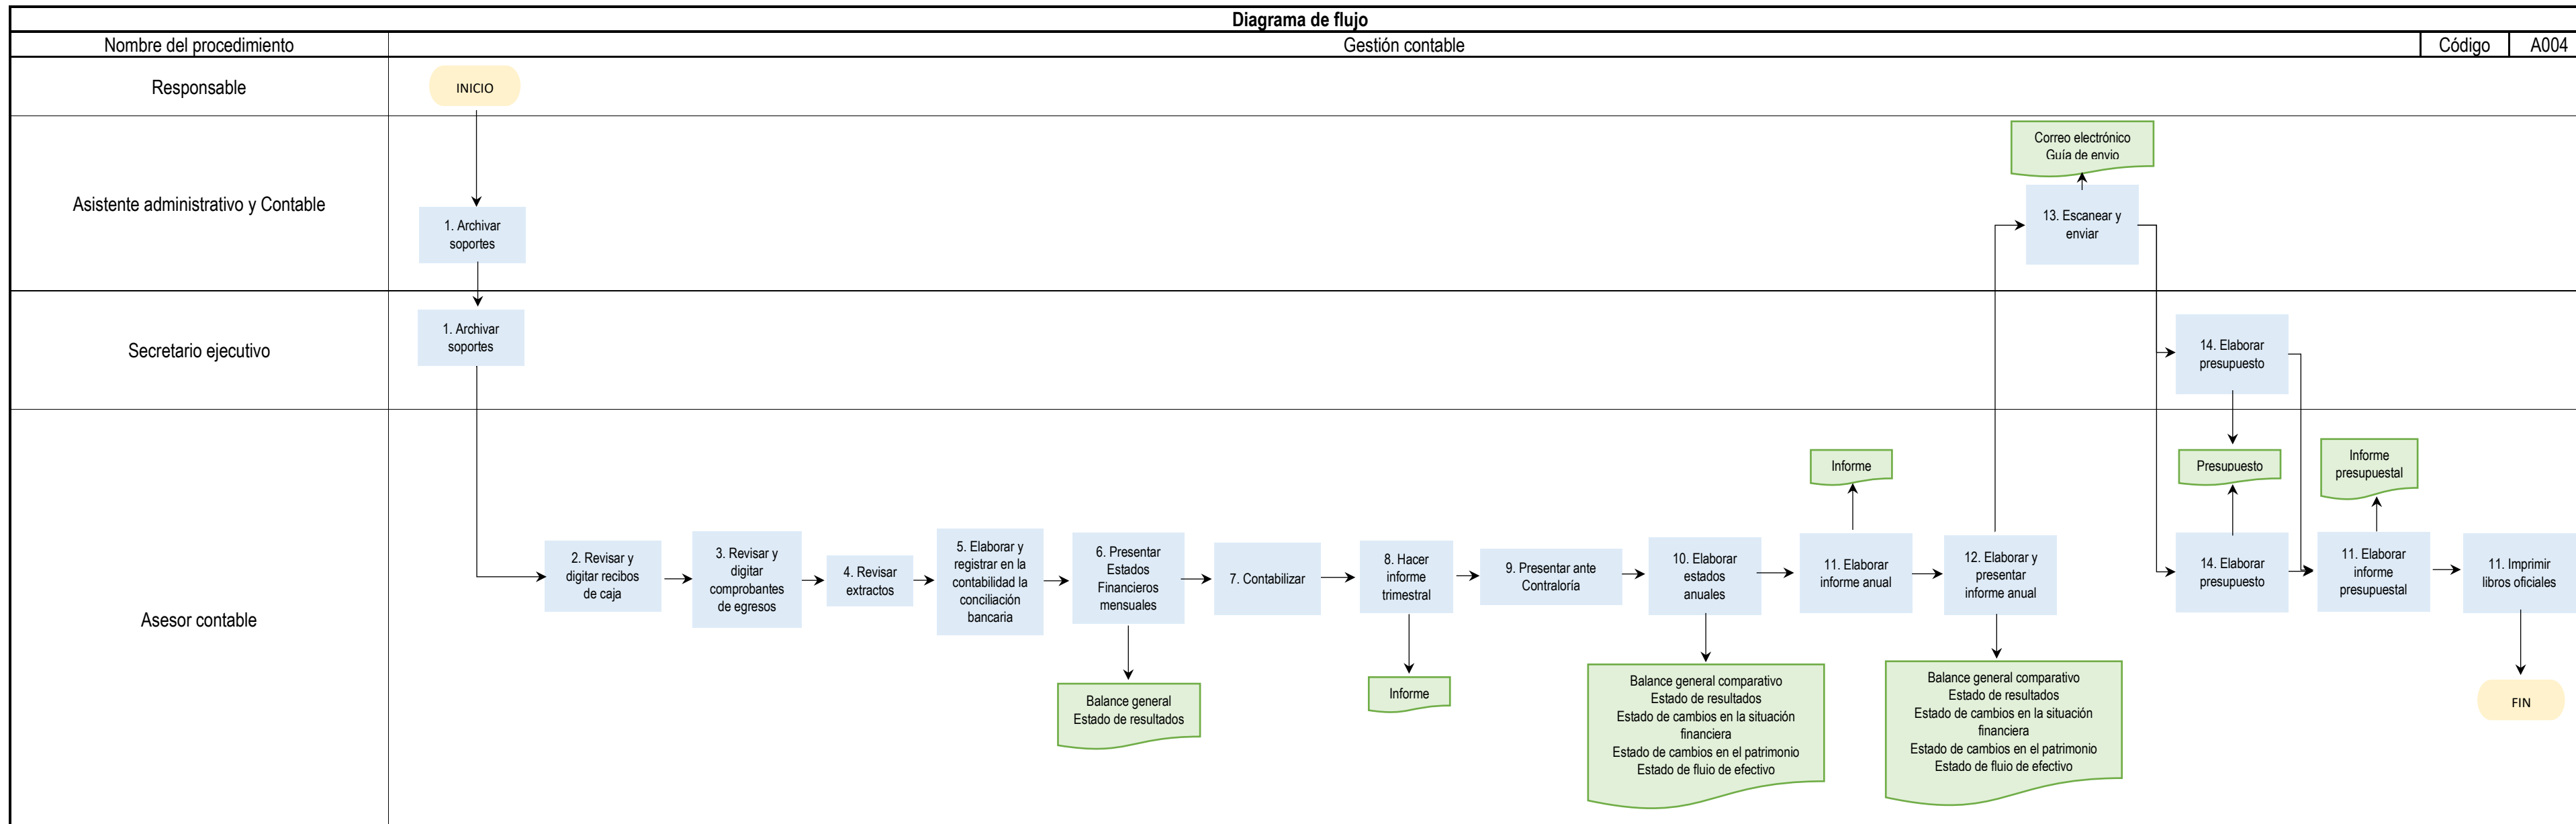 Diagrama de flujo
Nombre del procedimiento
Gestión contable
Código
A004
Responsable
INICIO
Asistente administrativo y Contable
1. Archivar
soportes
Correo electrónico
Guía de envio
13. Escanear y
enviar
Secretario ejecutivo
1. Archivar
soportes
14. Elaborar
presupuesto
Asesor contable
2. Revisar y
digitar recibos
de caja
3. Revisar y
digitar
comprobantes
de egresos
4. Revisar
extractos
5. Elaborar y
registrar en la
contabilidad la
conciliación
bancaria
6. Presentar
Estados
Financieros
mensuales
Balance general
Estado de resultados
7. Contabilizar
8. Hacer
informe
trimestral
Informe
9. Presentar ante
Contraloría
10. Elaborar
estados
anuales
Balance general comparativo
Estado de resultados
Estado de cambios en la situación
financiera
Estado de cambios en el patrimonio
Estado de flujo de efectivo
Informe
11. Elaborar
informe anual
12. Elaborar y
presentar
informe anual
Balance general comparativo
Estado de resultados
Estado de cambios en la situación
financiera
Estado de cambios en el patrimonio
Estado de flujo de efectivo
Presupuesto
14. Elaborar
presupuesto
Informe
presupuestal
11. Elaborar
informe
presupuestal
11. Imprimir
libros oficiales
FIN